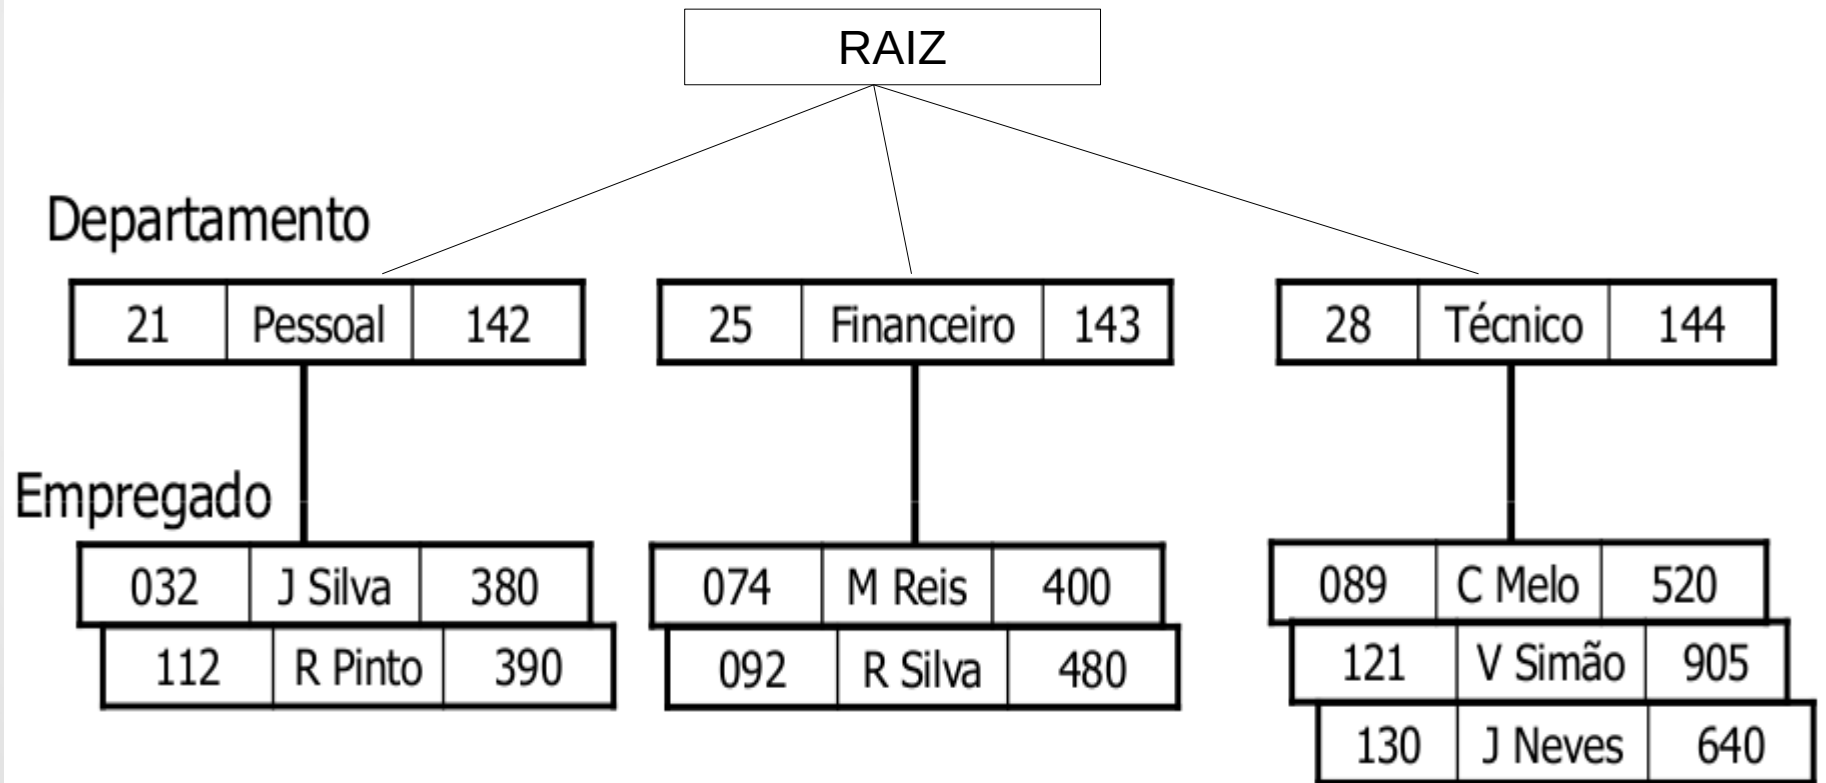 RAIZ
Departamento
21 Pessoal 142
25 Financeiro 143
28 Técnico 144
Empregado
032 J Silva 380
112 R Pinto 390
074 M Reis 400
092 R Silva 480
089 C Melo 520
121 V Simão 905
130 J Neves 640